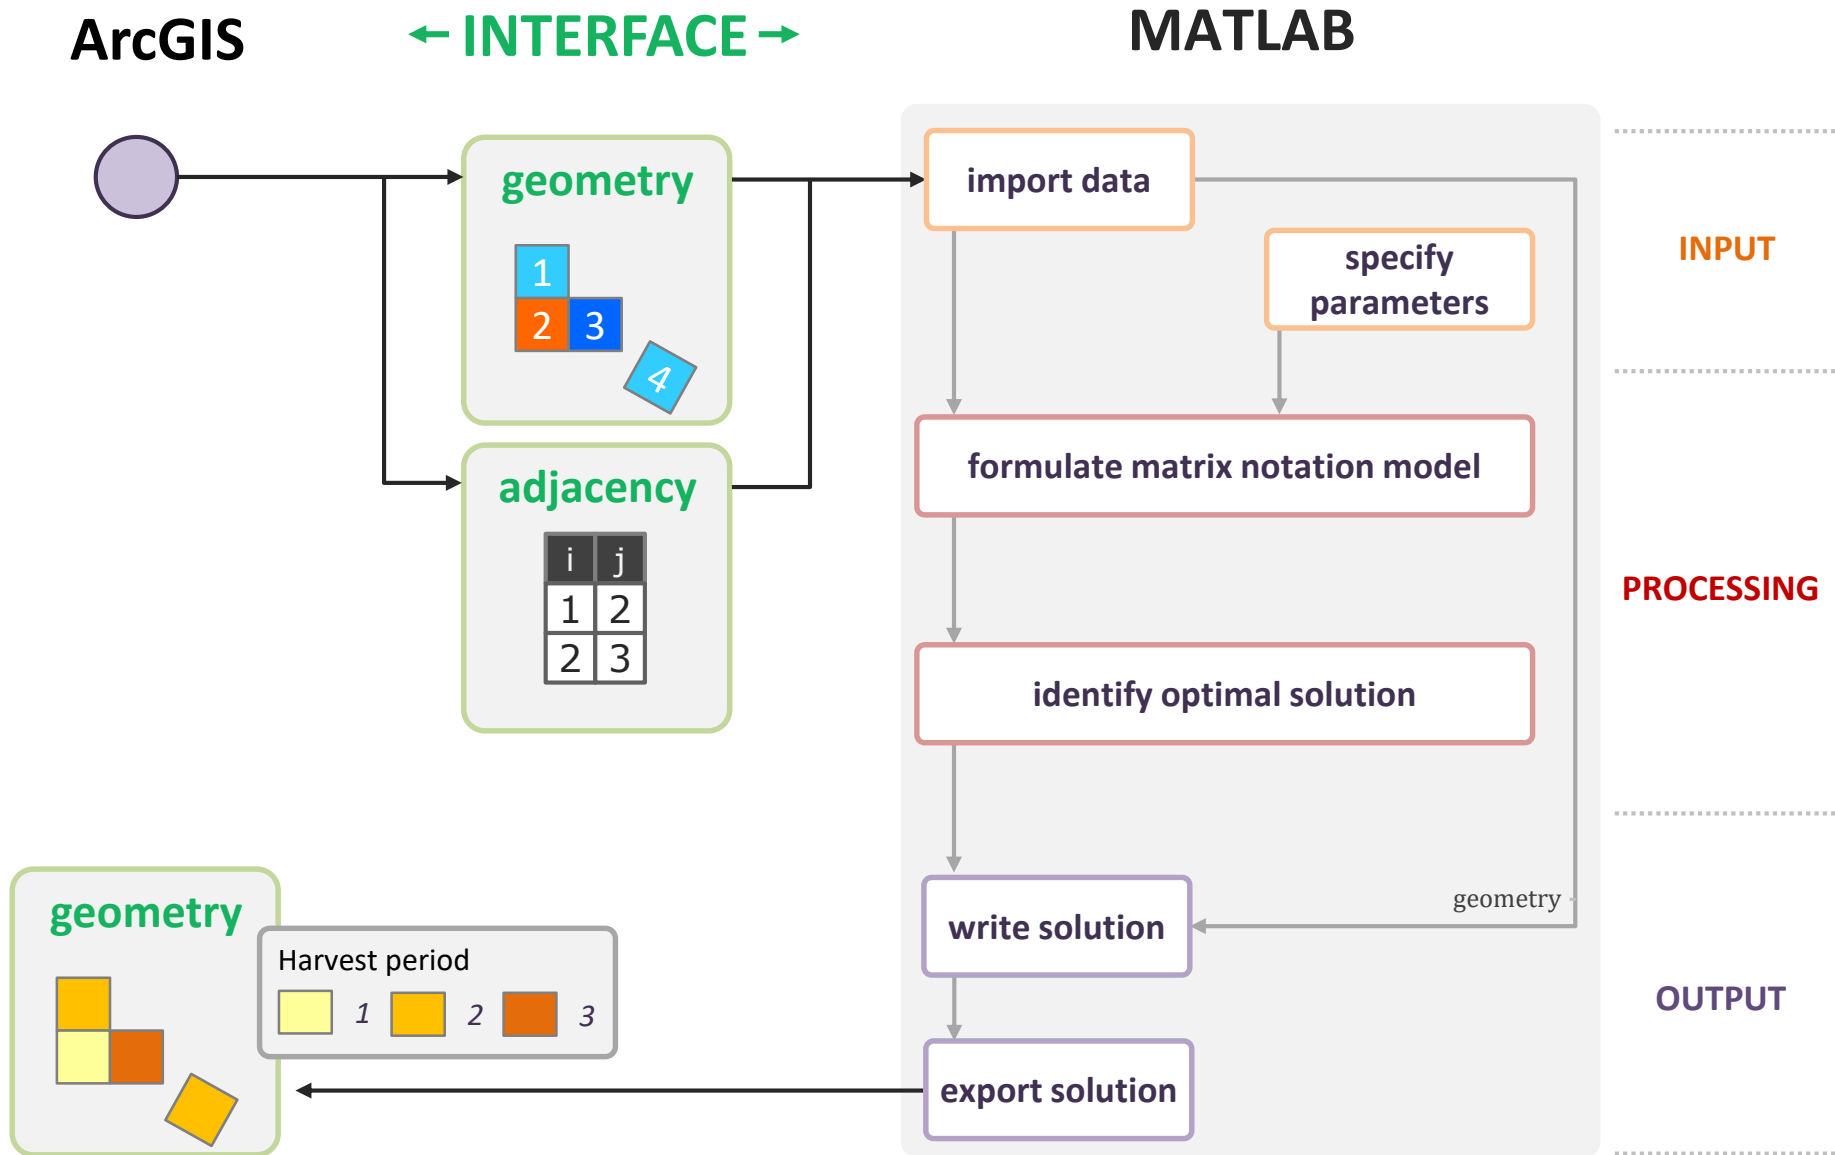 ArcGIS
INTERFACE
MATLAB
geometry
1
2 3
4
adjacency
i j
1 2
2 3
import data
specify
parameters
formulate matrix notation model
identify optimal solution
write solution
geometry
export solution
INPUT
PROCESSING
OUTPUT
geometry
Harvest period
1 2 3